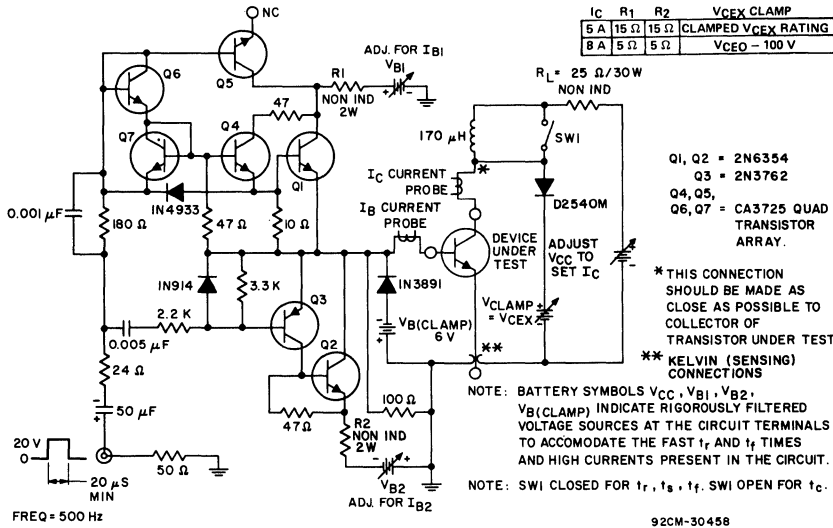 NC
Q6
Q5
Q7
Q4
Q1
47
R1
NON IND
2W
ADJ. FOR IB1
VB1
+
-
IC R1 R2 VCEX CLAMP
5 A 15 Ω 15 Ω CLAMPED VCEX RATING
8 A 5 Ω 5 Ω VCEO – 100 V
RL = 25 Ω/30W
NON IND
170 μH
SW1
IC CURRENT
PROBE
*
IB CURRENT
PROBE
D2540M
DEVICE
UNDER
TEST
ADJUST
VCC TO
SET IC
+
-
VCLAMP
= VCEX
+
-
0.001 μF
180Ω
1N4933
47 Ω
10 Ω
1N914
3.3 K
1N3891
-
+
VB(CLAMP)
6 V
**
2.2 K
0.005 μF
Q3
Q2
24 Ω
-
+
50 μF
47Ω
100Ω
R2
NON IND
2W
-
+
VB2
ADJ. FOR IB2
50 Ω
20 V
0
20 μS
MIN
FREQ = 500 Hz
Q1, Q2 = 2N6354
Q3 = 2N3762
Q4, Q5,
Q6, Q7 = CA3725 QUAD
TRANSISTOR
ARRAY.
* THIS CONNECTION
SHOULD BE MADE AS
CLOSE AS POSSIBLE TO
COLLECTOR OF
TRANSISTOR UNDER TEST
** KELVIN (SENSING)
CONNECTIONS
NOTE: BATTERY SYMBOLS VCC, VB1, VB2,
VB(CLAMP) INDICATE RIGOROUSLY FILTERED
VOLTAGE SOURCES AT THE CIRCUIT TERMINALS
TO ACCOMODATE THE FAST tr AND tf TIMES
AND HIGH CURRENTS PRESENT IN THE CIRCUIT.
NOTE: SW1 CLOSED FOR tr, ts, tf. SW1 OPEN FOR tc.
92CM-30458